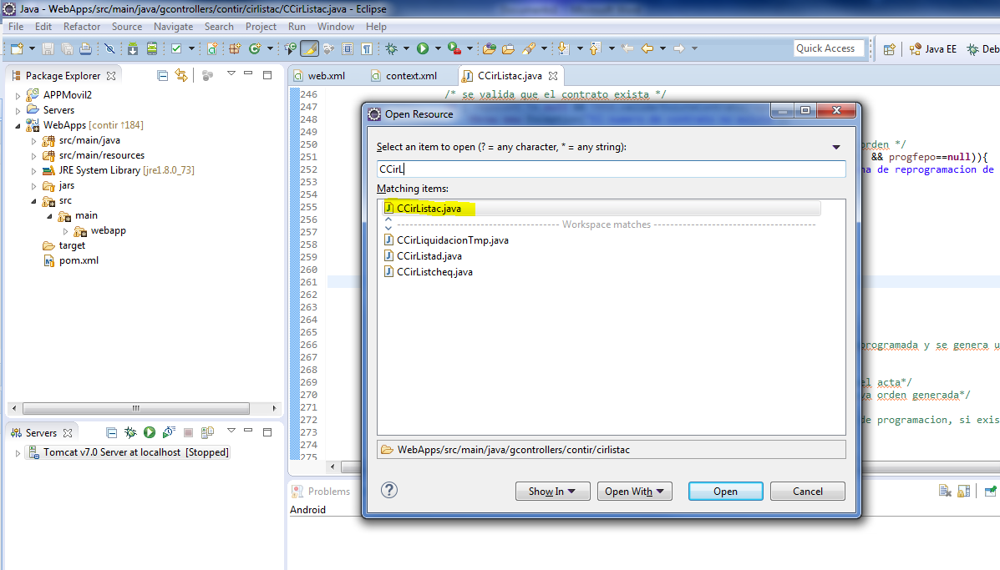 Java - WebApps/src/main/java/gcontrollers/contir/cirlistac/CCirListac.java - Eclipse
File Edit Refactor Source Navigate Search Project Run Window Help
Quick Access
Java EE
Deb
Package Explorer
APPMovil2
Servers
WebApps [contir ↑184]
src/main/java
src/main/resources
JRE System Library [jre1.8.0_73]
jars
src
main
webapp
target
pom.xml
Servers
Tomcat v7.0 Server at localhost [Stopped]
web.xml
context.xml
CCirListac.java
246 /* se valida que el contrato exista */
247
248
249
250 orden */
251 && progfepo==null)){
252 na de reprogramacion de
253
254
255
256
257
258
259
260
261
262
263
264
265
266 programada y se genera u
267
268
269 el acta*/
270 va orden generada*/
271
272 de programacion, si exis
273
274
275
Open Resource
Select an item to open (? = any character, * = any string):
CCirL
Matching items:
CCirListac.java
Workspace matches
CCirLiquidacionTmp.java
CCirListad.java
CCirListcheq.java
WebApps/src/main/java/gcontrollers/contir/cirlistac
Show In
Open With
Open
Cancel
Problems
Android